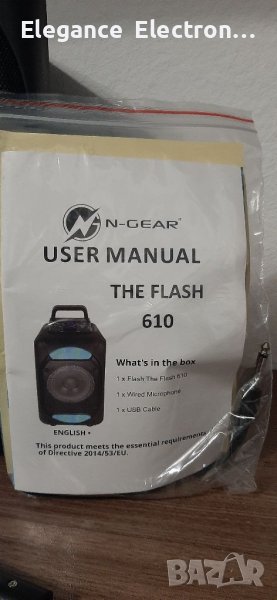 Elegance Electron...
N-GEAR
USER MANUAL
THE FLASH
610
What's in the box
1 x Flash The Flash 610
1 x Wired Microphone
1 x USB Cable
ENGLISH •
This product meets the essential requirements
of Directive 2014/53/EU.
BAZAR